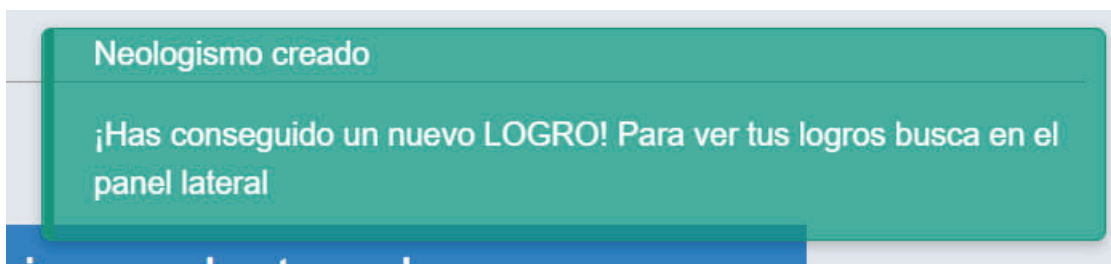 Neologismo creado
¡Has conseguido un nuevo LOGRO! Para ver tus logros busca en el
panel lateral